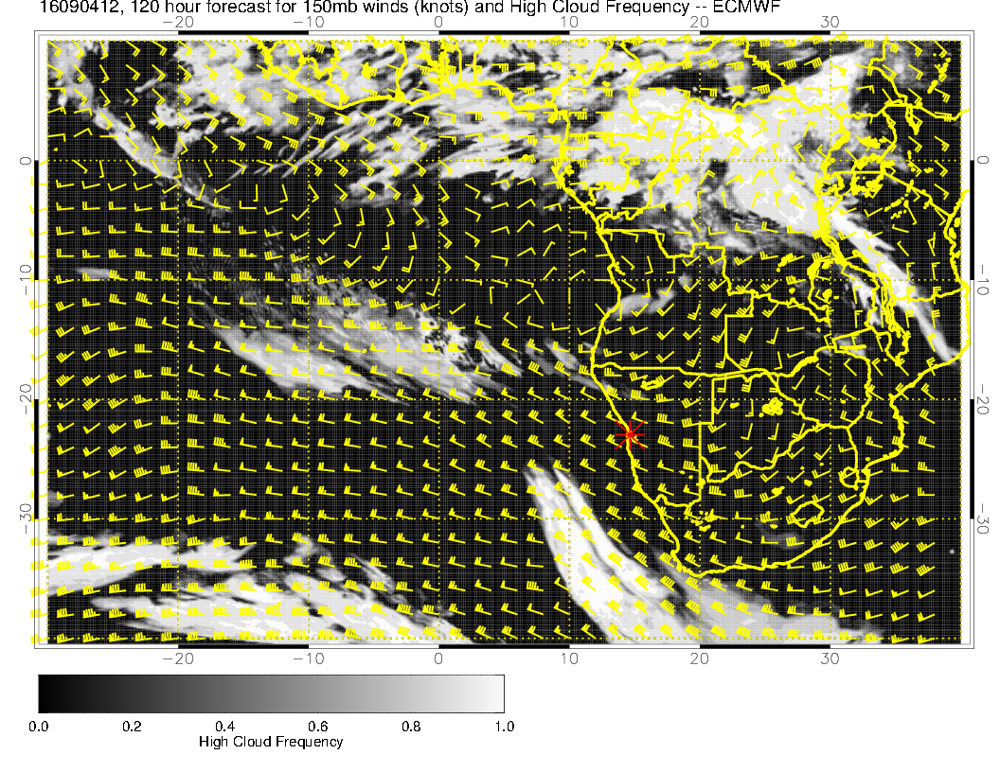 16090412, 120 hour forecast for 150mb winds (knots) and High Cloud Frequency -- ECMWF
−20 −10 0 10 20 30
0 0
−10 −10
−20 −20
−30 −30
−20 −10 0 10 20 30
0.0 0.2 0.4 0.6 0.8 1.0
High Cloud Frequency